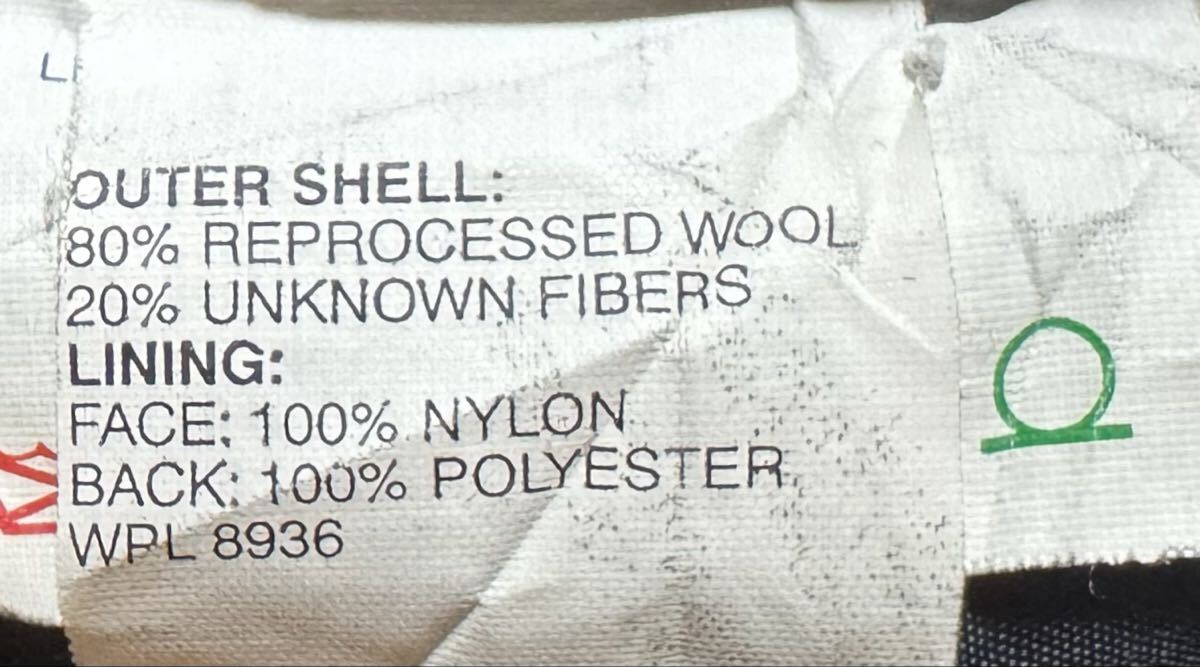 OUTER SHELL:
80% REPROCESSED WOOL
20% UNKNOWN FIBERS
LINING:
FACE: 100% NYLON
BACK: 100% POLYESTER
WPL 8936